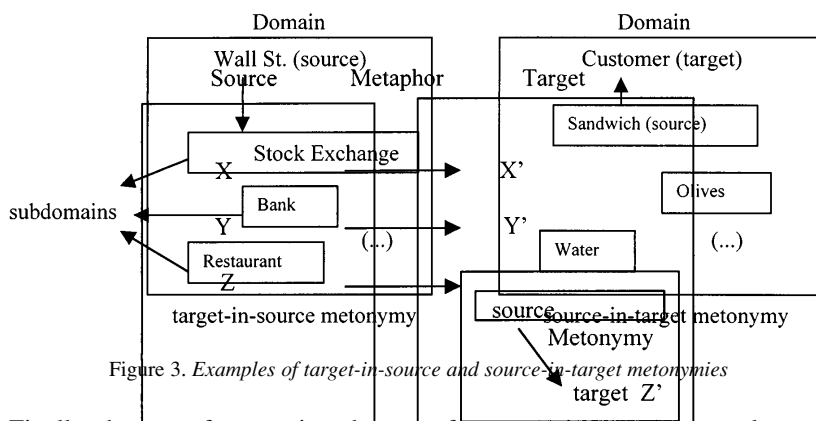 Domain Domain
Wall St. (source) Customer (target)
Source Metaphor Target
Sandwich (source)
Stock Exchange
X X'
Olives
subdomains Bank
Y Y'
(...) (...)
Water
Restaurant
Z
source
target-in-source metonymy source-in-target metonymy
Metonymy
Figure 3. Examples of target-in-source and source-in-target metonymies
target Z'